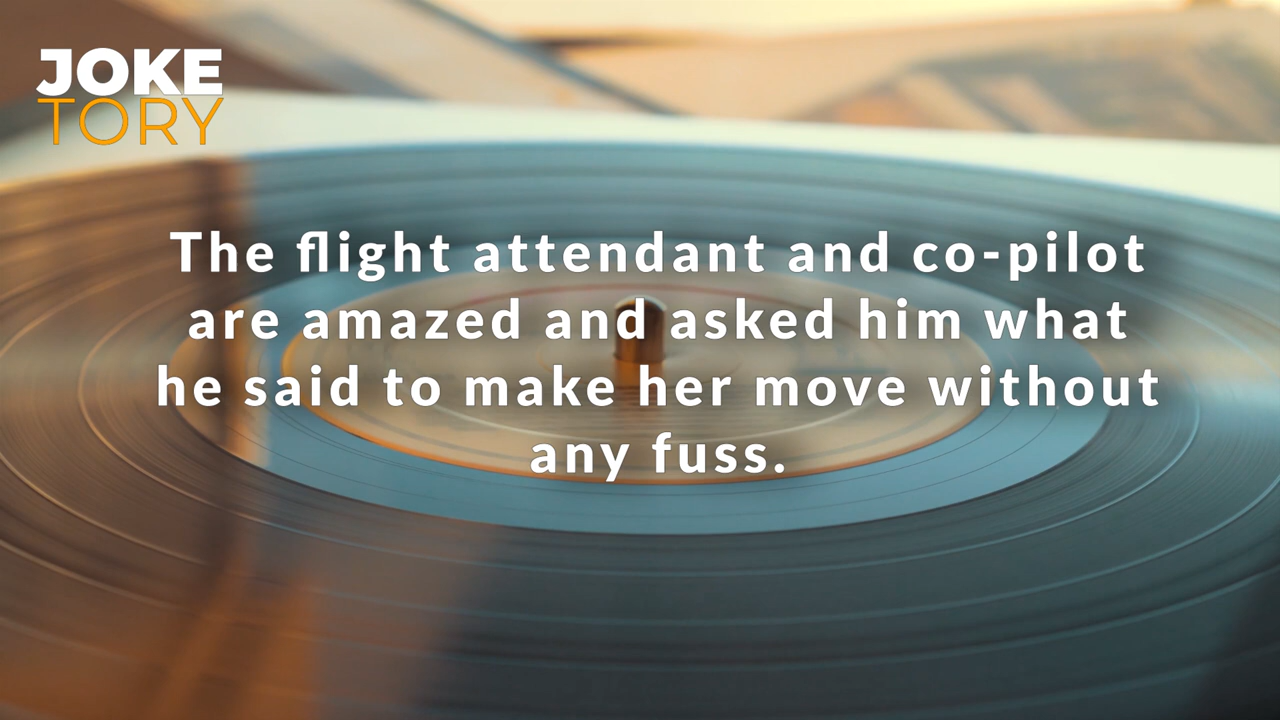 JOKE
TORY
The flight attendant and co-pilot
are amazed and asked him what
he said to make her move without
any fuss.